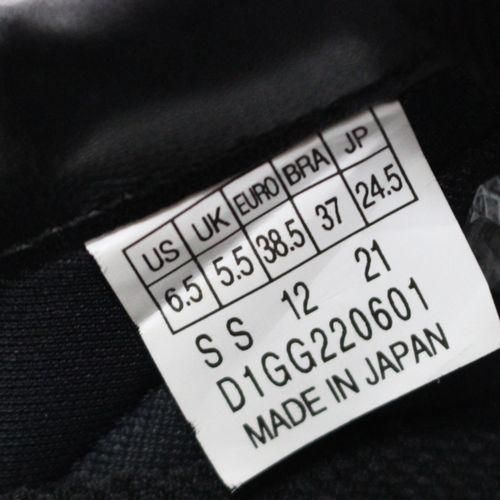 US UK EURO BRA JP
6.5 5.5 38.5 37 24.5
S S 12 21
D1GG220601
MADE IN JAPAN